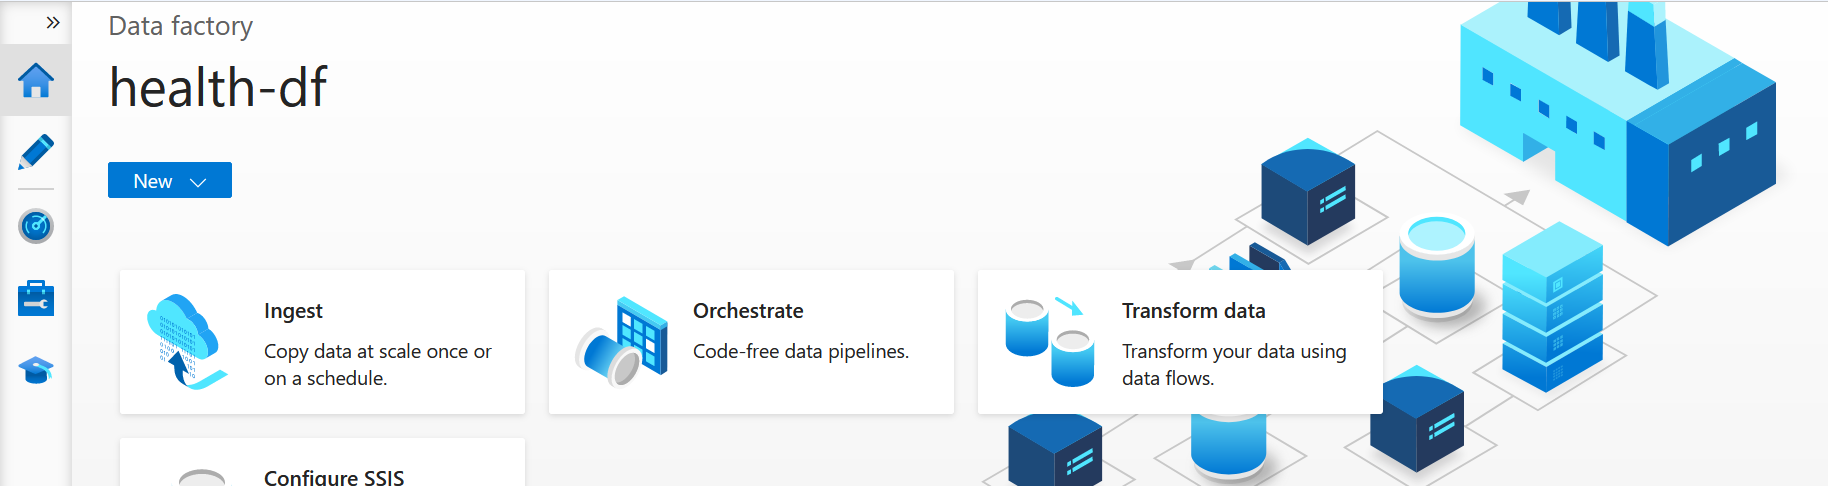 Data factory
health-df
New
Ingest
Copy data at scale once or
on a schedule.
Orchestrate
Code-free data pipelines.
Transform data
Transform your data using
data flows.
Configure SSIS